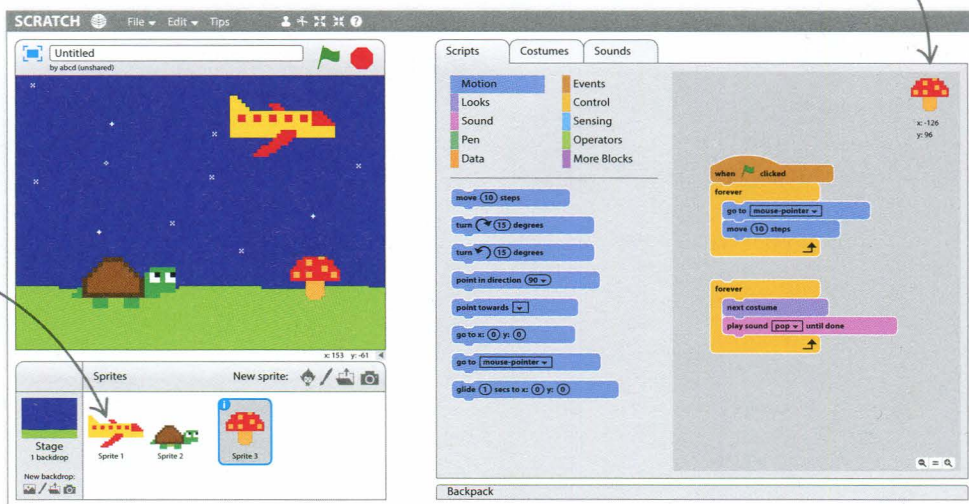 SCRATCH File Edit Tips
Untitled
by abcd (unshared)
x: 153 y: -61
Sprites New sprite:
Stage
1 backdrop
New backdrop:
Sprite 1
Sprite 2
Sprite 3
Scripts Costumes Sounds
Motion Events
Looks Control
Sound Sensing
Pen Operators
Data More Blocks
move 10 steps
turn 15 degrees
turn 15 degrees
point in direction 90
point towards
go to x: 0 y: 0
go to mouse-pointer
glide 1 secs to x: 0 y: 0
x: -126
y: 96
when clicked
forever
go to mouse-pointer
move 10 steps
forever
next costume
play sound pop until done
Backpack